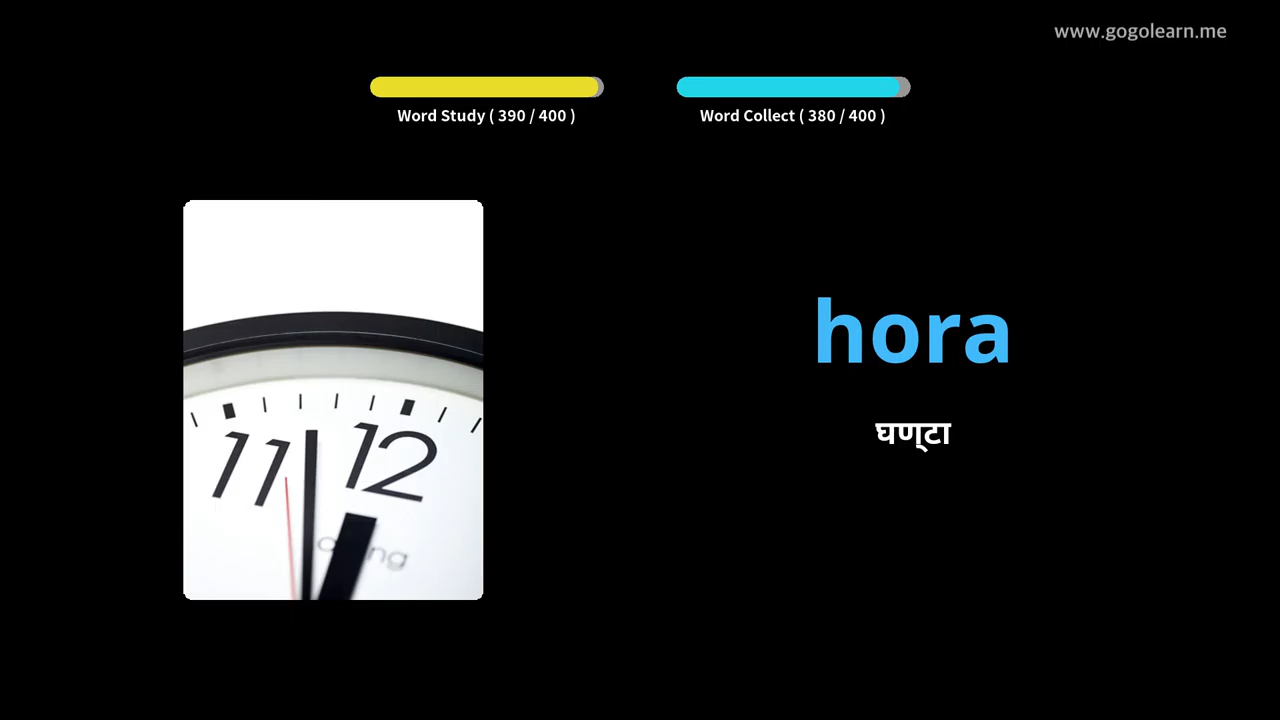 www.gogolearn.me
Word Study ( 390 / 400 )
Word Collect ( 380 / 400 )
11
12
hora
घण्टा